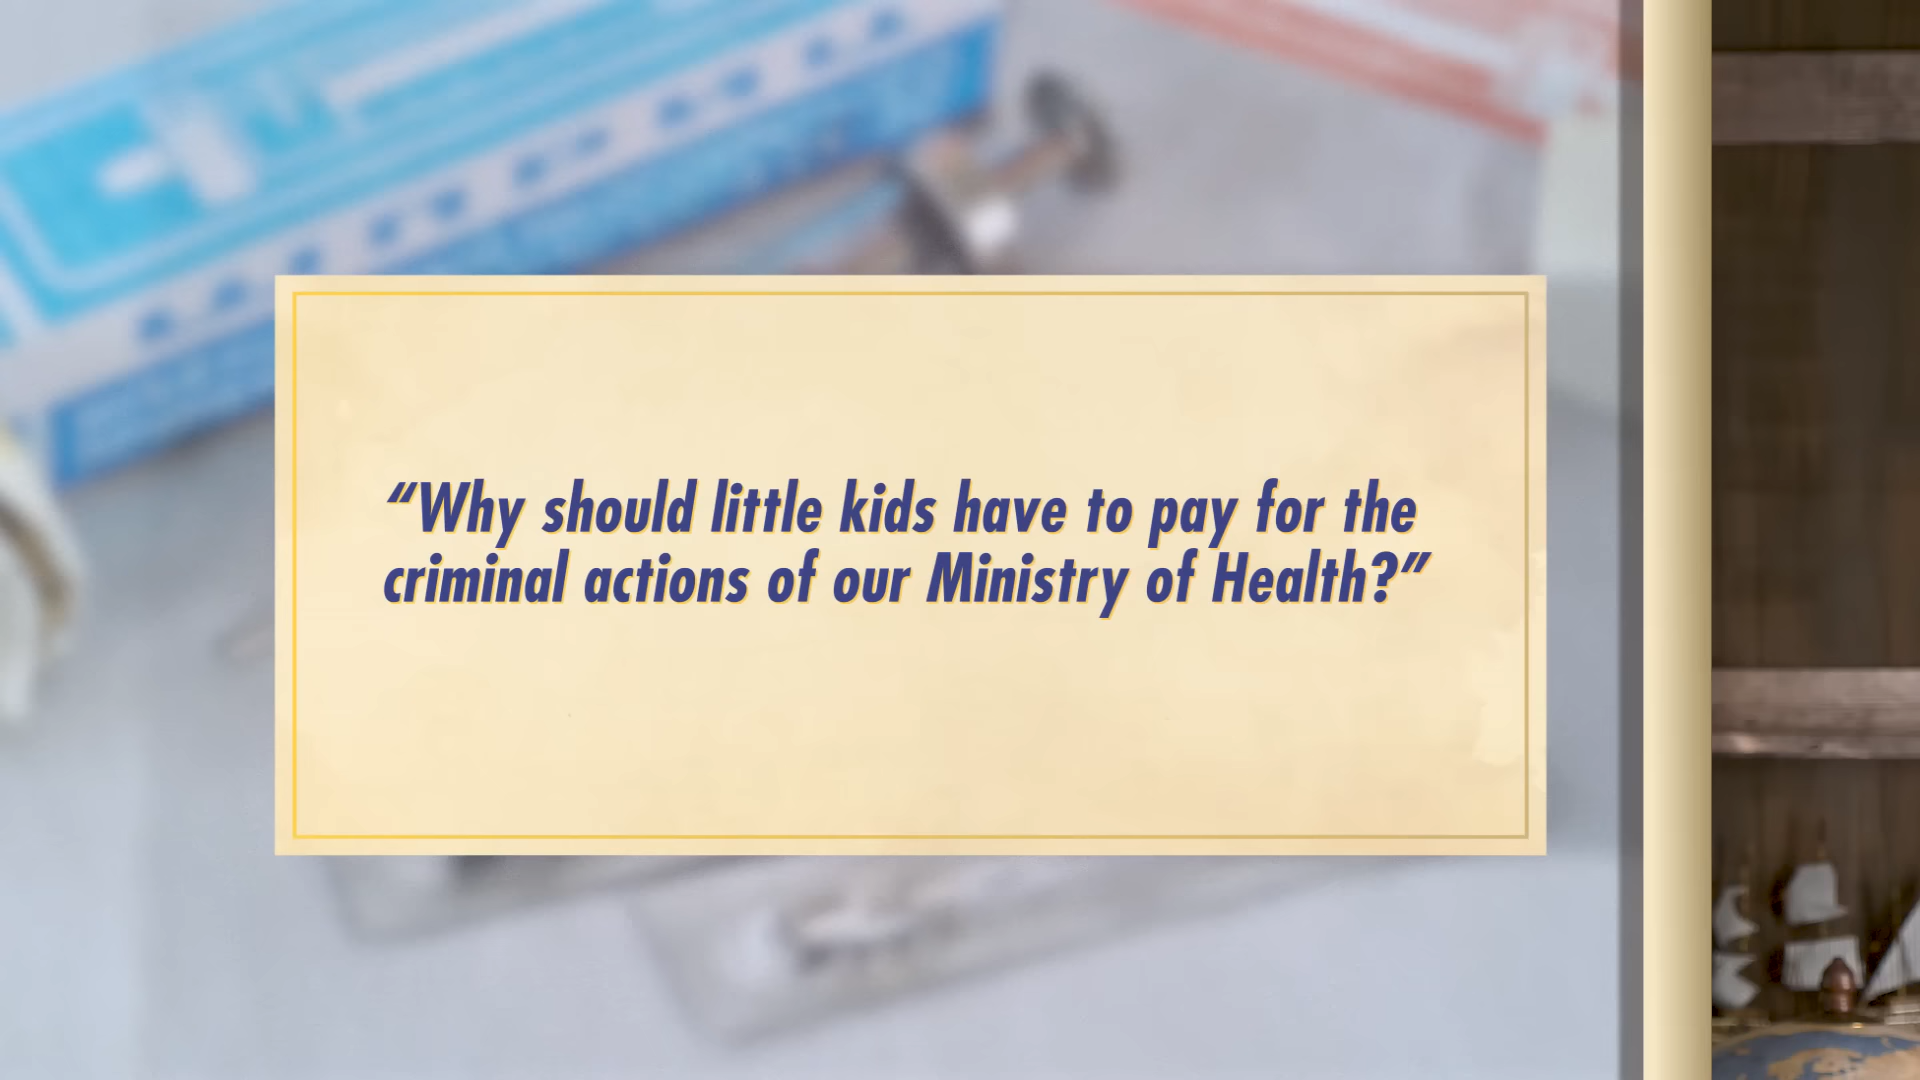 “Why should little kids have to pay for the
criminal actions of our Ministry of Health?”